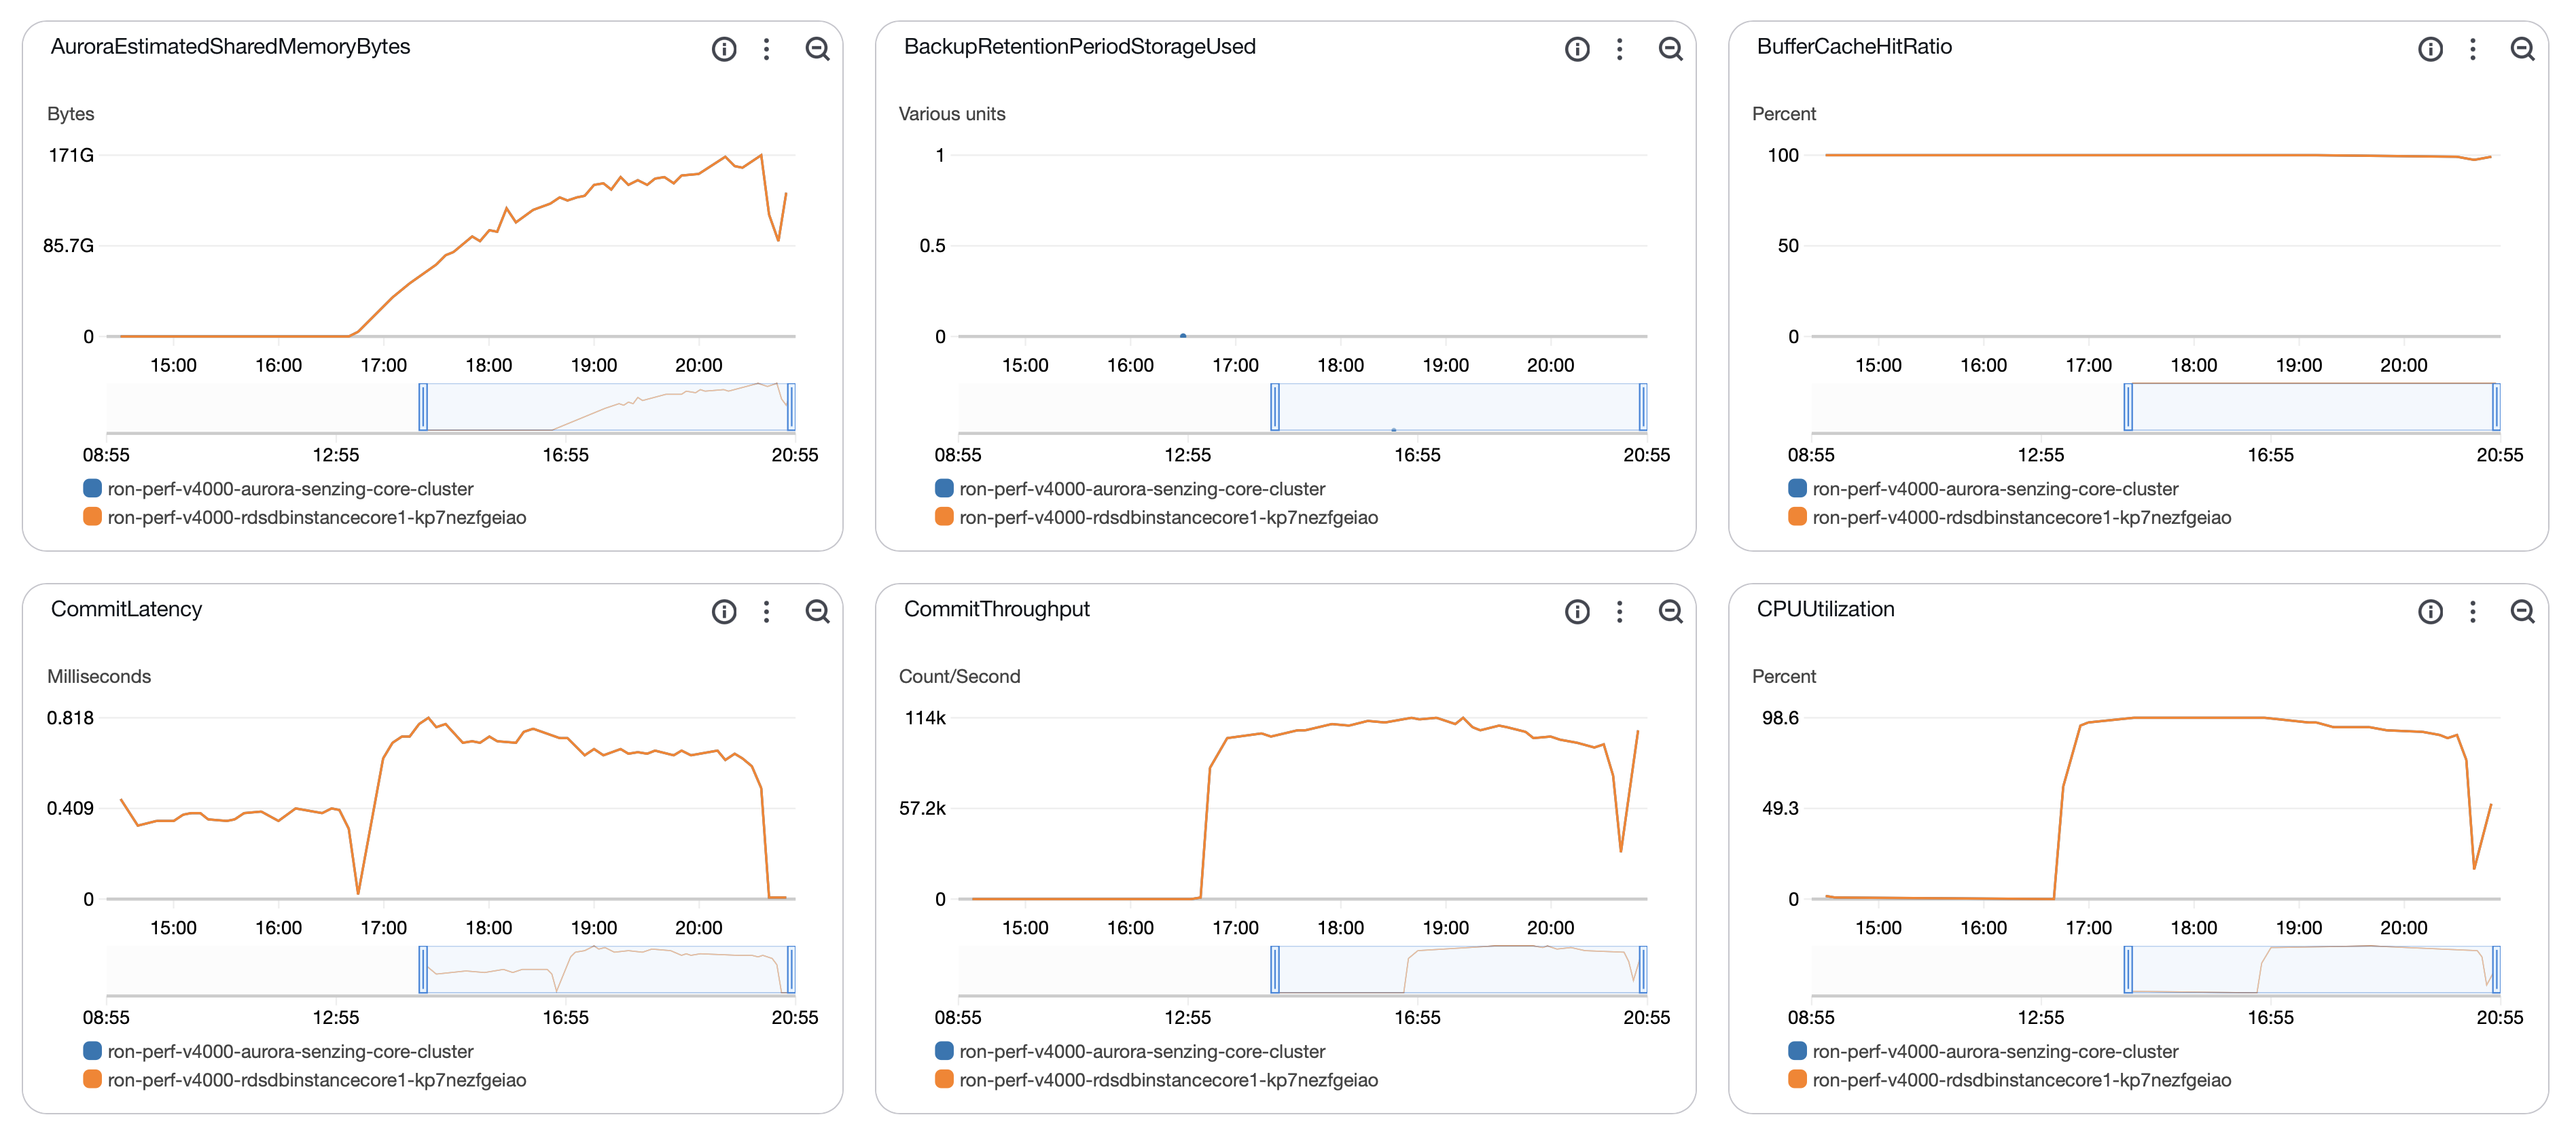 AuroraEstimatedSharedMemoryBytes
Bytes
171G
85.7G
0
15:00 16:00 17:00 18:00 19:00 20:00
08:55 12:55 16:55 20:55
ron-perf-v4000-aurora-senzing-core-cluster
ron-perf-v4000-rdsdbinstancecore1-kp7nezfgeiao
BackupRetentionPeriodStorageUsed
Various units
1
0.5
0
15:00 16:00 17:00 18:00 19:00 20:00
08:55 12:55 16:55 20:55
ron-perf-v4000-aurora-senzing-core-cluster
ron-perf-v4000-rdsdbinstancecore1-kp7nezfgeiao
BufferCacheHitRatio
Percent
100
50
0
15:00 16:00 17:00 18:00 19:00 20:00
08:55 12:55 16:55 20:55
ron-perf-v4000-aurora-senzing-core-cluster
ron-perf-v4000-rdsdbinstancecore1-kp7nezfgeiao
CommitLatency
Milliseconds
0.818
0.409
0
15:00 16:00 17:00 18:00 19:00 20:00
08:55 12:55 16:55 20:55
ron-perf-v4000-aurora-senzing-core-cluster
ron-perf-v4000-rdsdbinstancecore1-kp7nezfgeiao
CommitThroughput
Count/Second
114k
57.2k
0
15:00 16:00 17:00 18:00 19:00 20:00
08:55 12:55 16:55 20:55
ron-perf-v4000-aurora-senzing-core-cluster
ron-perf-v4000-rdsdbinstancecore1-kp7nezfgeiao
CPUUtilization
Percent
98.6
49.3
0
15:00 16:00 17:00 18:00 19:00 20:00
08:55 12:55 16:55 20:55
ron-perf-v4000-aurora-senzing-core-cluster
ron-perf-v4000-rdsdbinstancecore1-kp7nezfgeiao